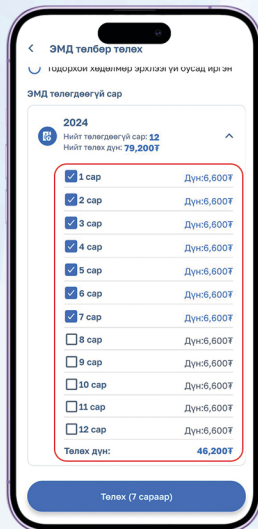 ЭМД төлбөр төлөх
Тодорхой хөдөлмөр эрхлээгүй бусад иргэн
ЭМД төлөгдөөгүй сар
2024
Нийт төлөгдөөгүй сар: 12
Нийт төлөх дүн: 79,200₮
1 сар Дүн:6,600₮
2 сар Дүн:6,600₮
3 сар Дүн:6,600₮
4 сар Дүн:6,600₮
5 сар Дүн:6,600₮
6 сар Дүн:6,600₮
7 сар Дүн:6,600₮
8 сар Дүн:6,600₮
9 сар Дүн:6,600₮
10 сар Дүн:6,600₮
11 сар Дүн:6,600₮
12 сар Дүн:6,600₮
Төлөх дүн: 46,200₮
Төлөх (7 сараар)